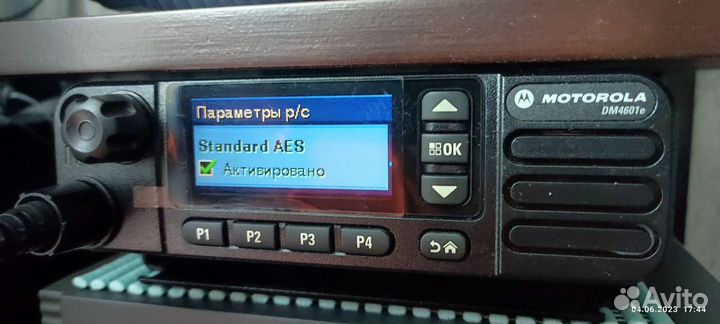 Параметры р/с
Standard AES
Активировано
OK
MOTOROLA
DM4601e
P1 P2 P3 P4
Avito
04.06.2023 17:44